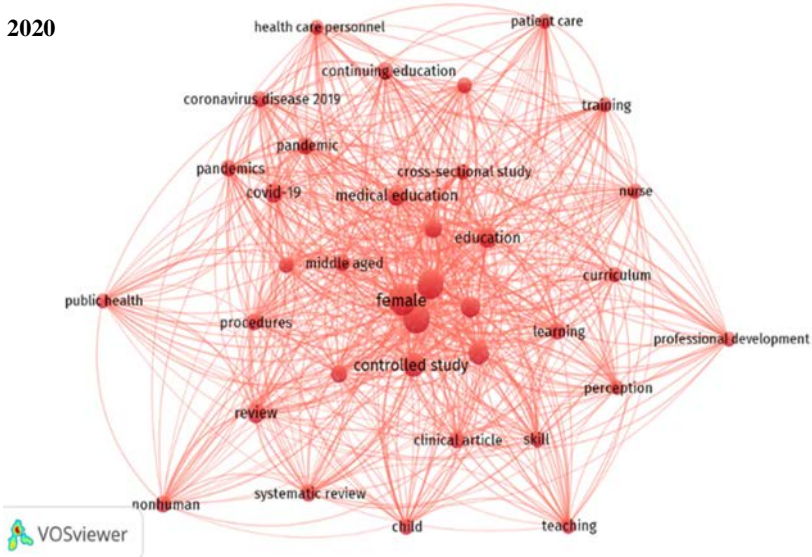 2020
health care personnel
patient care
continuing education
coronavirus disease 2019
training
pandemic
pandemics
cross-sectional study
covid-19
medical education
nurse
education
middle aged
curriculum
public health
female
procedures
learning
professional development
controlled study
perception
review
clinical article
skill
systematic review
nonhuman
child
teaching
VOSviewer